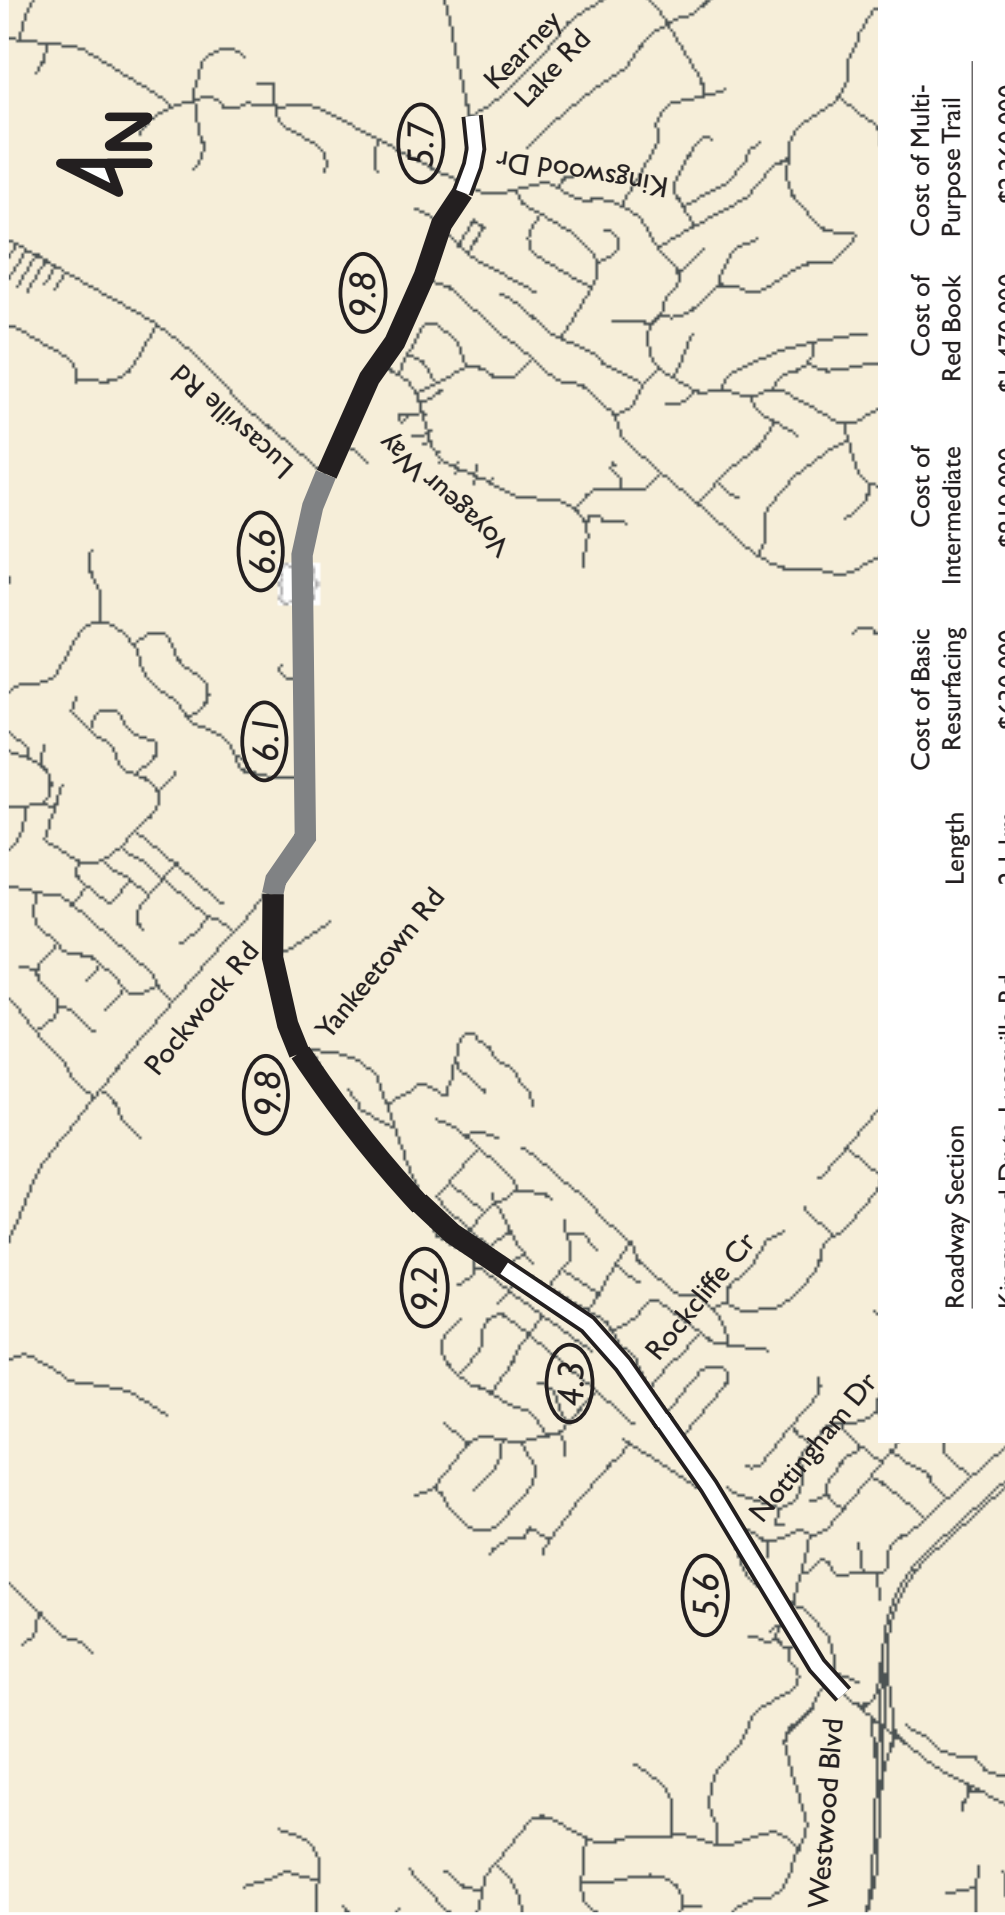 N
Kearney
Lake Rd
5.7
Kingswood Dr
9.8
Lucasville Rd
Voyageur Way
6.6
6.1
Pockwock Rd
Yankeetown Rd
9.8
9.2
4.3
Rockcliffe Cr
Nottingham Dr
5.6
Westwood Blvd
Roadway Section
Length
Cost of Basic
Resurfacing
Cost of
Intermediate
Cost of
Red Book
Cost of Multi-
Purpose Trail